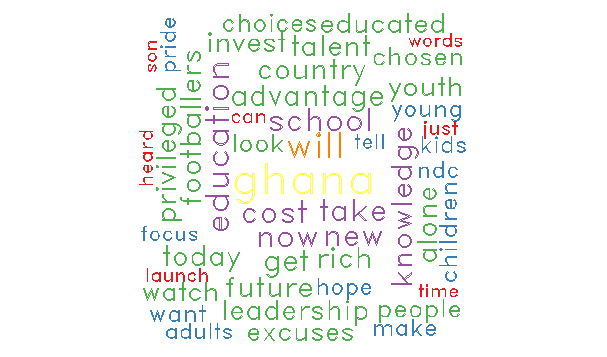 choices educated
son pride invest talent words
chosen
country
footballers
advantage youth
privileged education can school young
just
look will tell kids
heard
ghana knowledge ndc
cost take alone children
focus now new
today get rich
launch
watch future hope time
want leadership people
adults excuses make